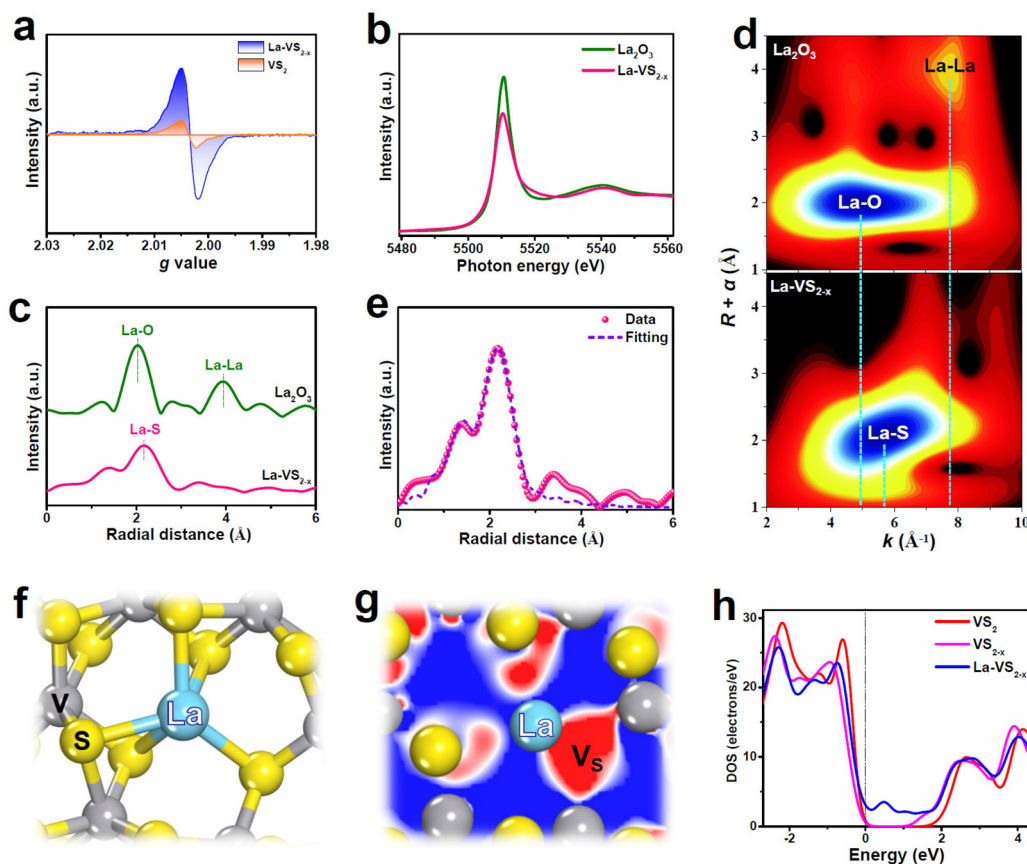 a
La-VS2-x
VS2
Intensity (a.u.)
2.03 2.02 2.01 2.00 1.99 1.98
g value
b
La2O3
La-VS2-x
Intensity (a.u.)
5480 5500 5520 5540 5560
Photon energy (eV)
c
La-O
La-La
La2O3
La-S
La-VS2-x
Intensity (a.u.)
0 1 2 3 4 5 6
Radial distance (Å)
e
Data
Fitting
Intensity (a.u.)
0 2 4 6
Radial distance (Å)
d
La2O3
La-La
La-O
4
3
2
1
La-VS2-x
La-S
4
3
2
1
R + α (Å)
2 4 6 8 10
k (Å-1)
f
V
La
S
g
La
VS
h
VS2
VS2-x
La-VS2-x
DOS (electrons/eV)
30
20
10
0
-2 0 2 4
Energy (eV)